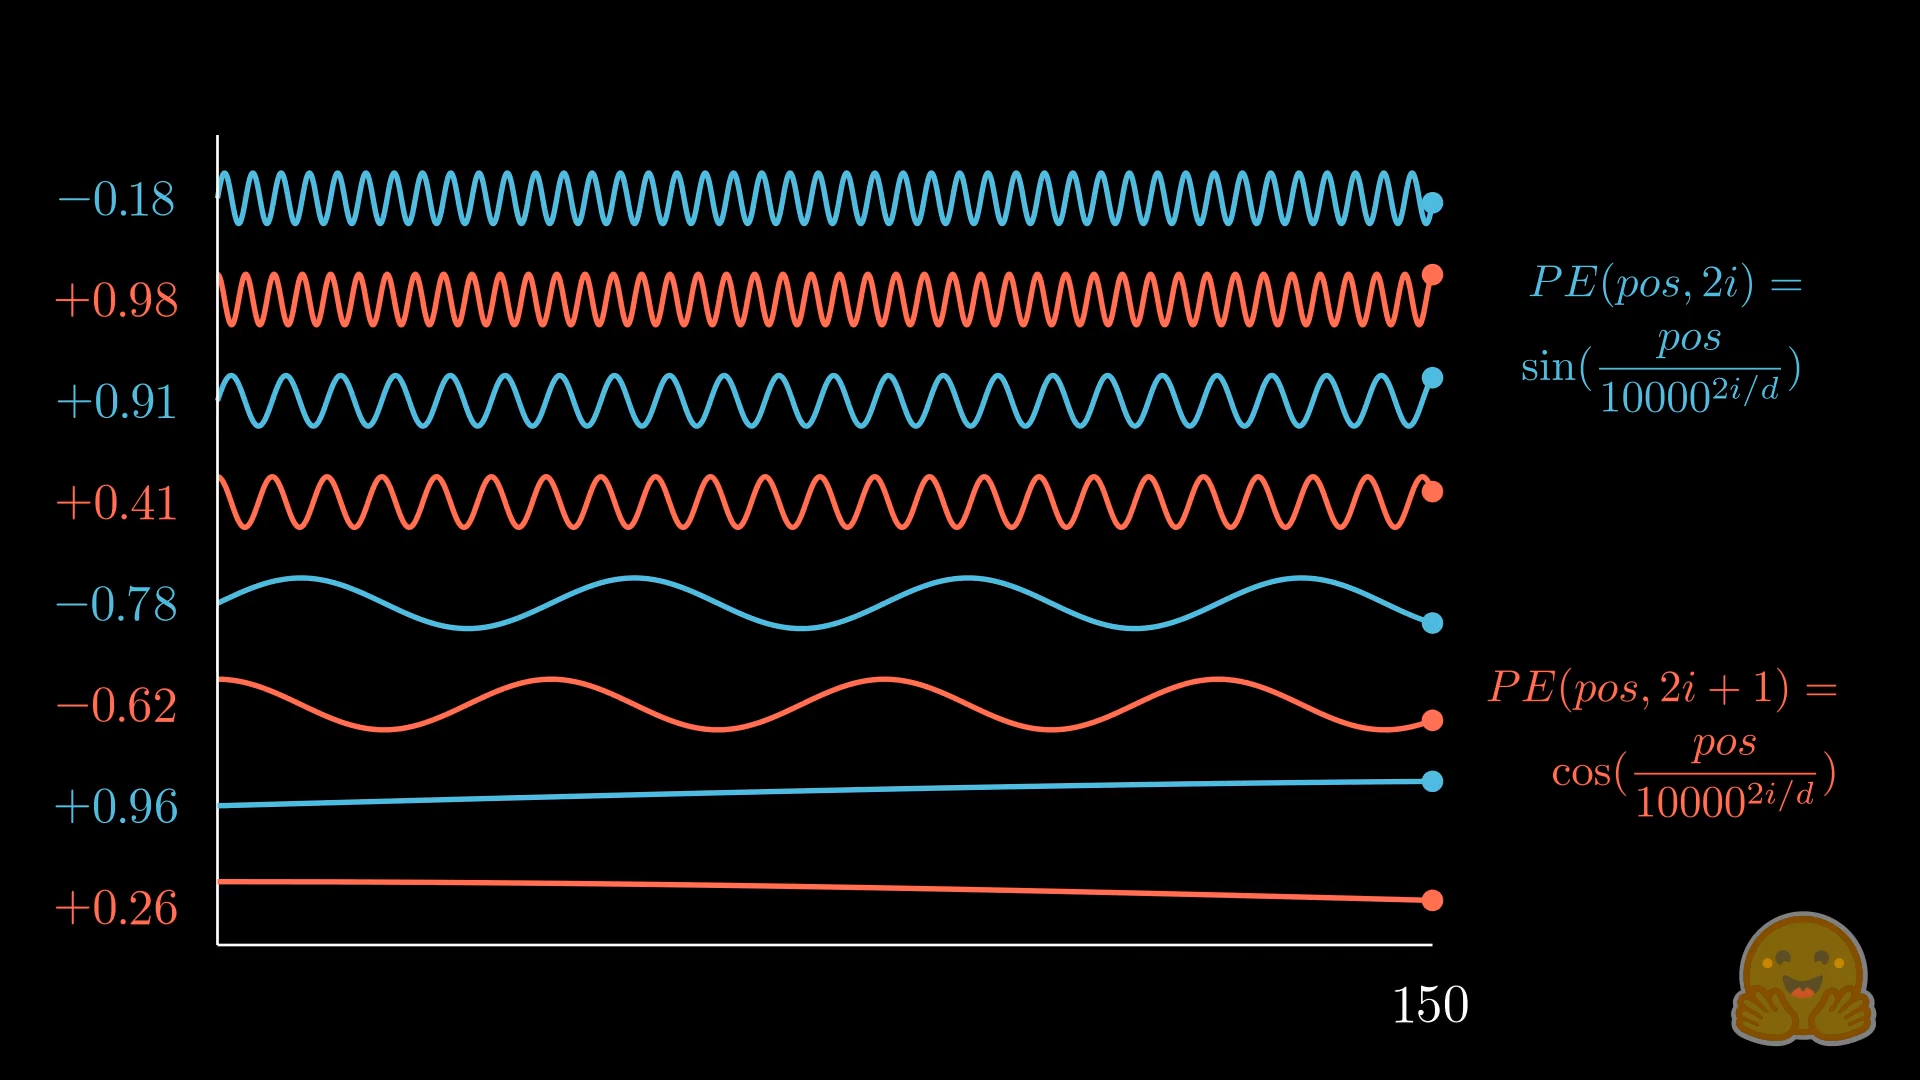 −0.18
+0.98
+0.91
+0.41
−0.78
−0.62
+0.96
+0.26
150
PE(pos, 2i) =
sin(pos/10000^{2i/d})
PE(pos, 2i + 1) =
cos(pos/10000^{2i/d})